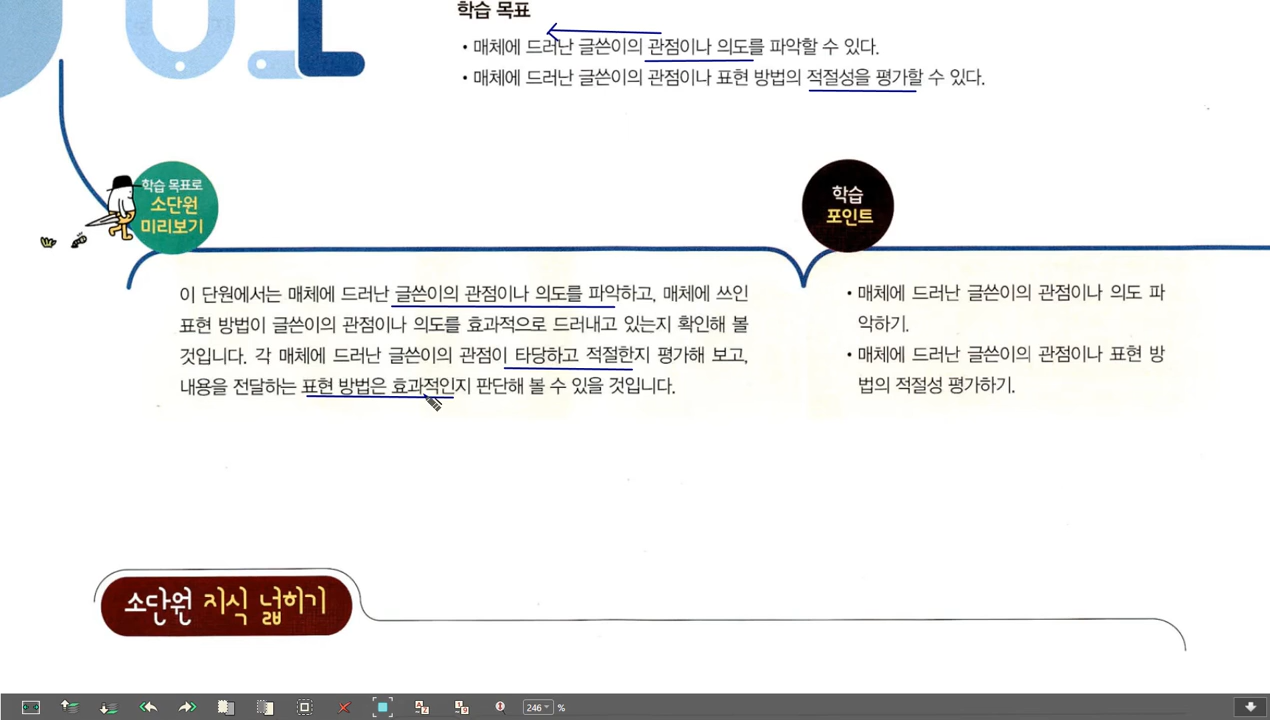 학습 목표
• 매체에 드러난 글쓴이의 관점이나 의도를 파악할 수 있다.
• 매체에 드러난 글쓴이의 관점이나 표현 방법의 적절성을 평가할 수 있다.
학습 목표로
소단원
미리보기
이 단원에서는 매체에 드러난 글쓴이의 관점이나 의도를 파악하고, 매체에 쓰인
표현 방법이 글쓴이의 관점이나 의도를 효과적으로 드러내고 있는지 확인해 볼
것입니다. 각 매체에 드러난 글쓴이의 관점이 타당하고 적절한지 평가해 보고,
내용을 전달하는 표현 방법은 효과적인지 판단해 볼 수 있을 것입니다.
학습
포인트
• 매체에 드러난 글쓴이의 관점이나 의도 파
악하기.
• 매체에 드러난 글쓴이의 관점이나 표현 방
법의 적절성 평가하기.
소단원 지식 넓히기
246 %